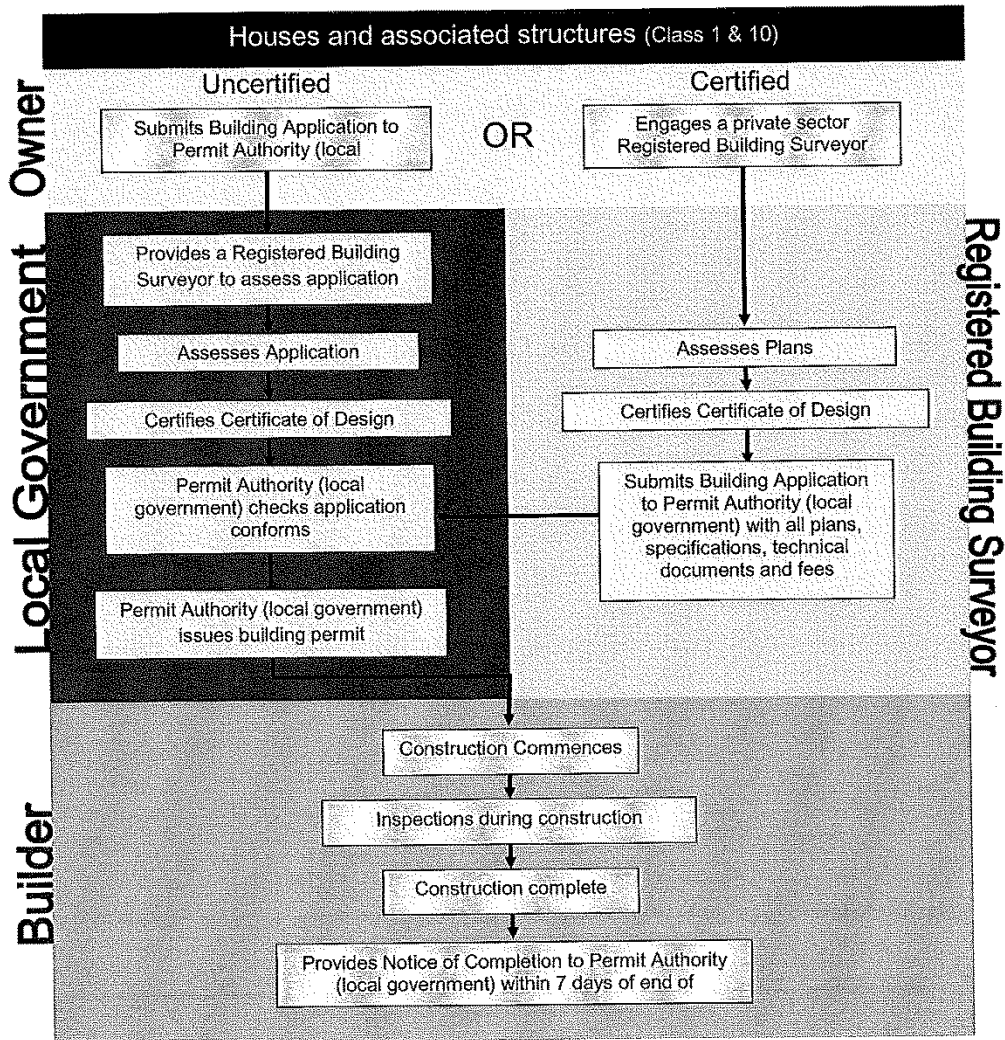 Houses and associated structures (Class 1 & 10)
Owner
Uncertified
Submits Building Application to
Permit Authority (local
OR
Certified
Engages a private sector
Registered Building Surveyor
Local Government
Provides a Registered Building
Surveyor to assess application
Assesses Application
Certifies Certificate of Design
Permit Authority (local
government) checks application
conforms
Permit Authority (local government)
issues building permit
Registered Building Surveyor
Assesses Plans
Certifies Certificate of Design
Submits Building Application
to Permit Authority (local
government) with all plans,
specifications, technical
documents and fees
Builder
Construction Commences
Inspections during construction
Construction complete
Provides Notice of Completion to Permit Authority
(local government) within 7 days of end of